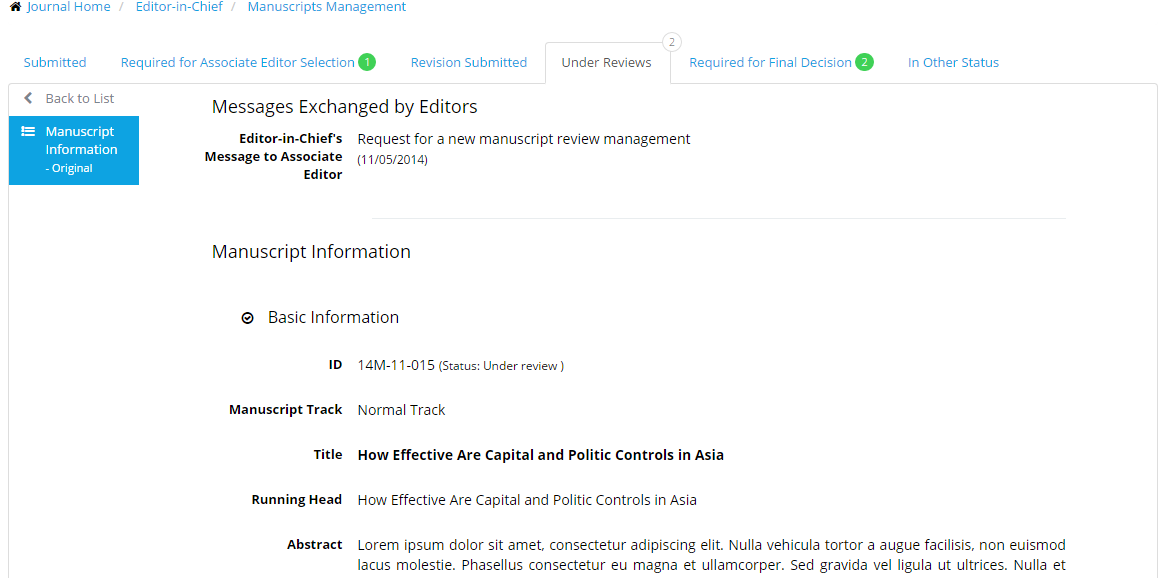 Journal Home / Editor-in-Chief / Manuscripts Management
2
Submitted Required for Associate Editor Selection 1 Revision Submitted Under Reviews Required for Final Decision 2 In Other Status
Back to List
Manuscript
Information
- Original
Messages Exchanged by Editors
Editor-in-Chief's Request for a new manuscript review management
Message to Associate (11/05/2014)
Editor
Manuscript Information
Basic Information
ID 14M-11-015 (Status: Under review )
Manuscript Track Normal Track
Title How Effective Are Capital and Politic Controls in Asia
Running Head How Effective Are Capital and Politic Controls in Asia
Abstract Lorem ipsum dolor sit amet, consectetur adipiscing elit. Nulla vehicula tortor a augue facilisis, non euismod
lacus molestie. Phasellus consectetur eu magna et ullamcorper. Sed gravida vel ligula ut ultrices. Nulla et